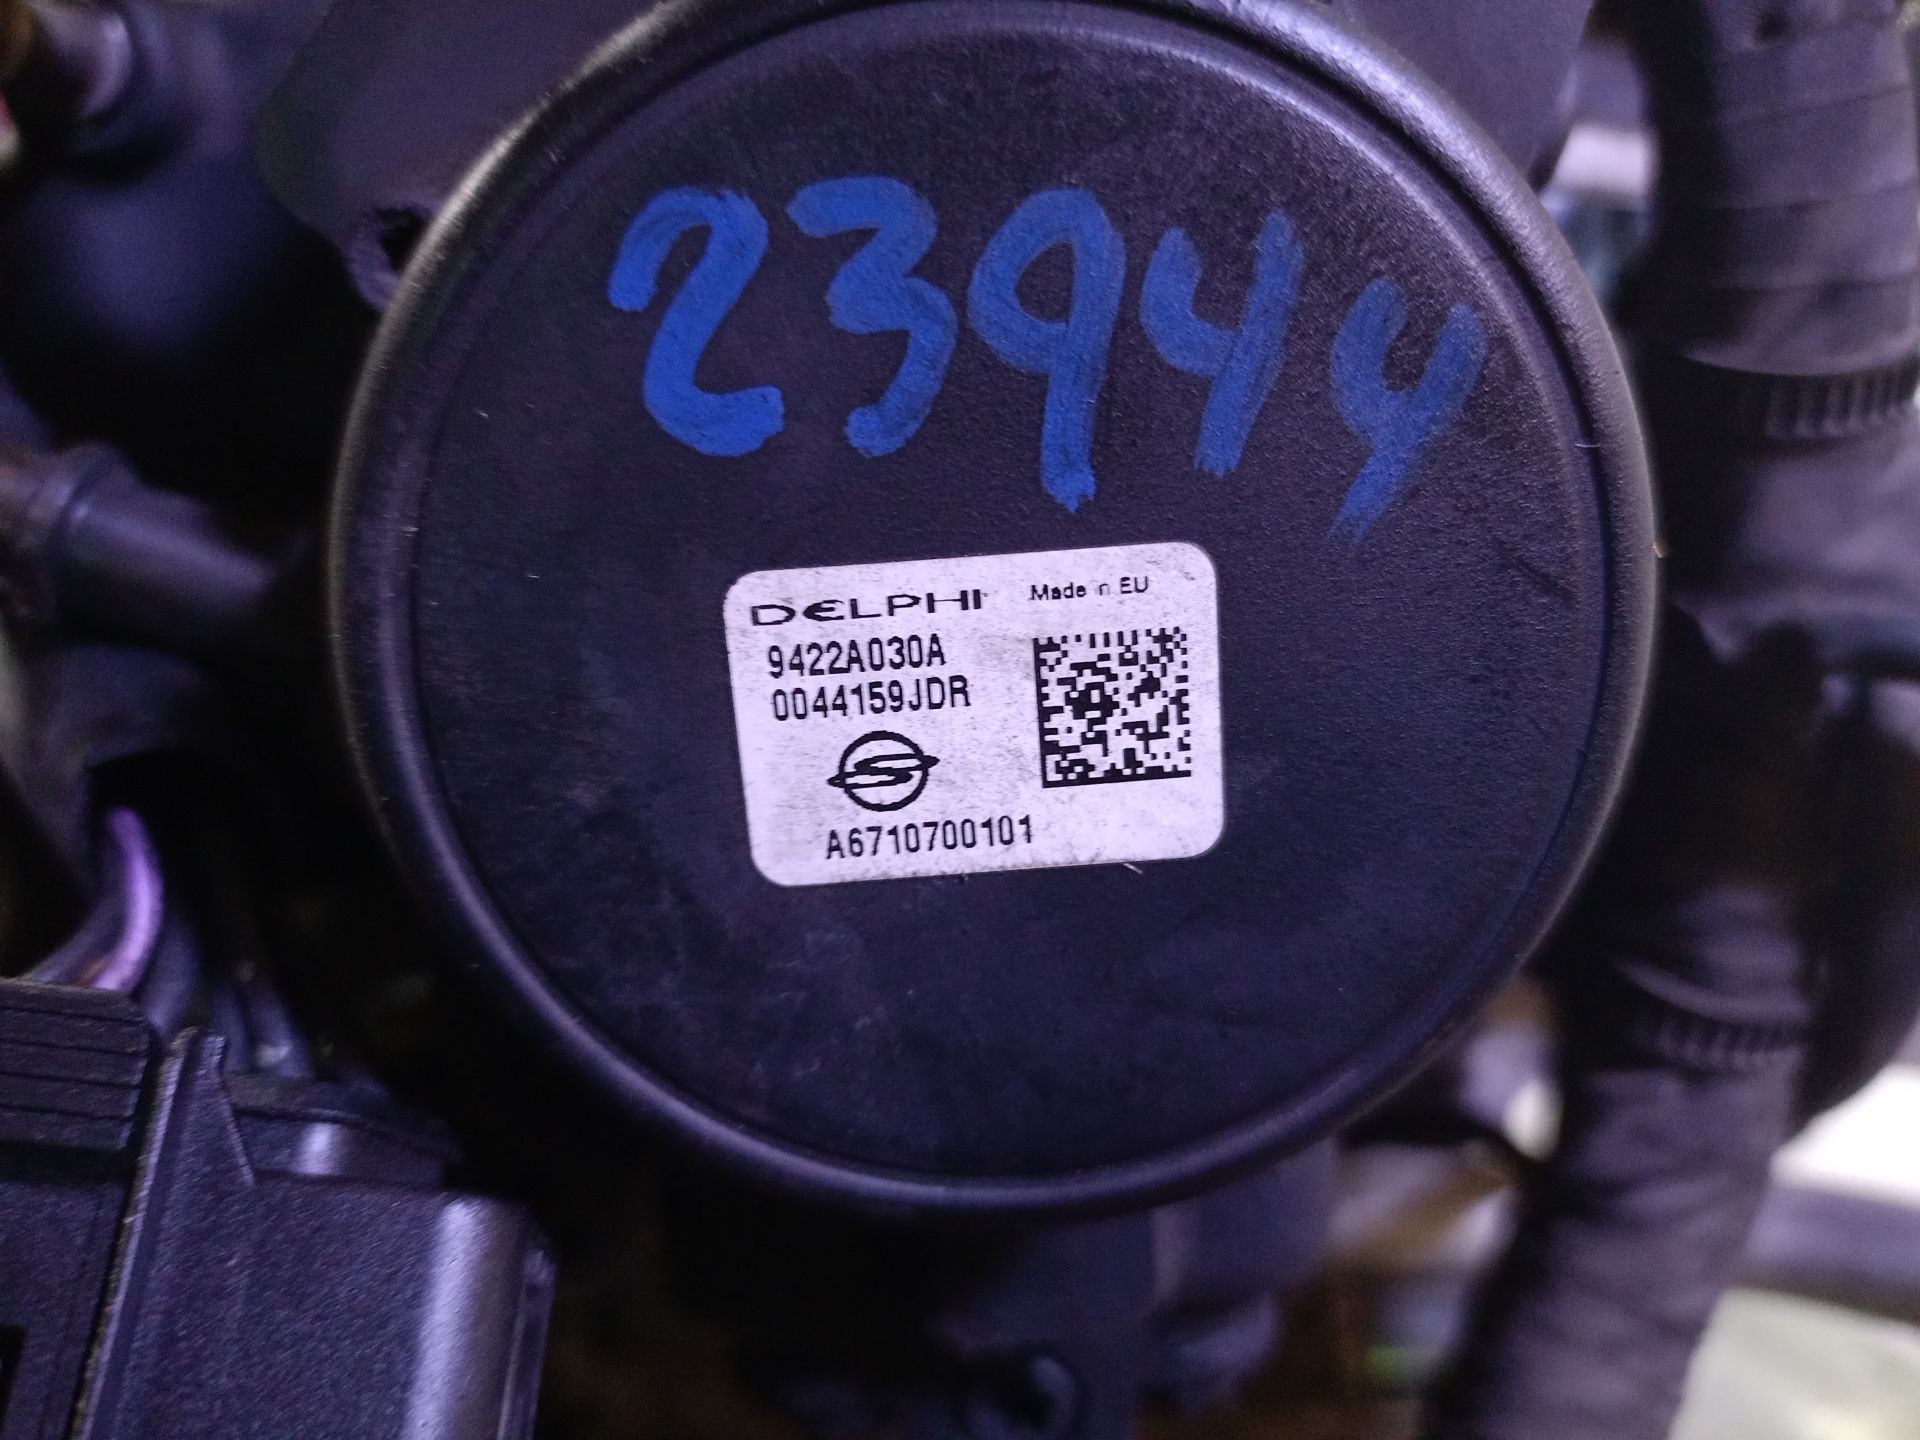 23944
DELPHI Made in EU
9422A030A
0044159JDR
A6710700101